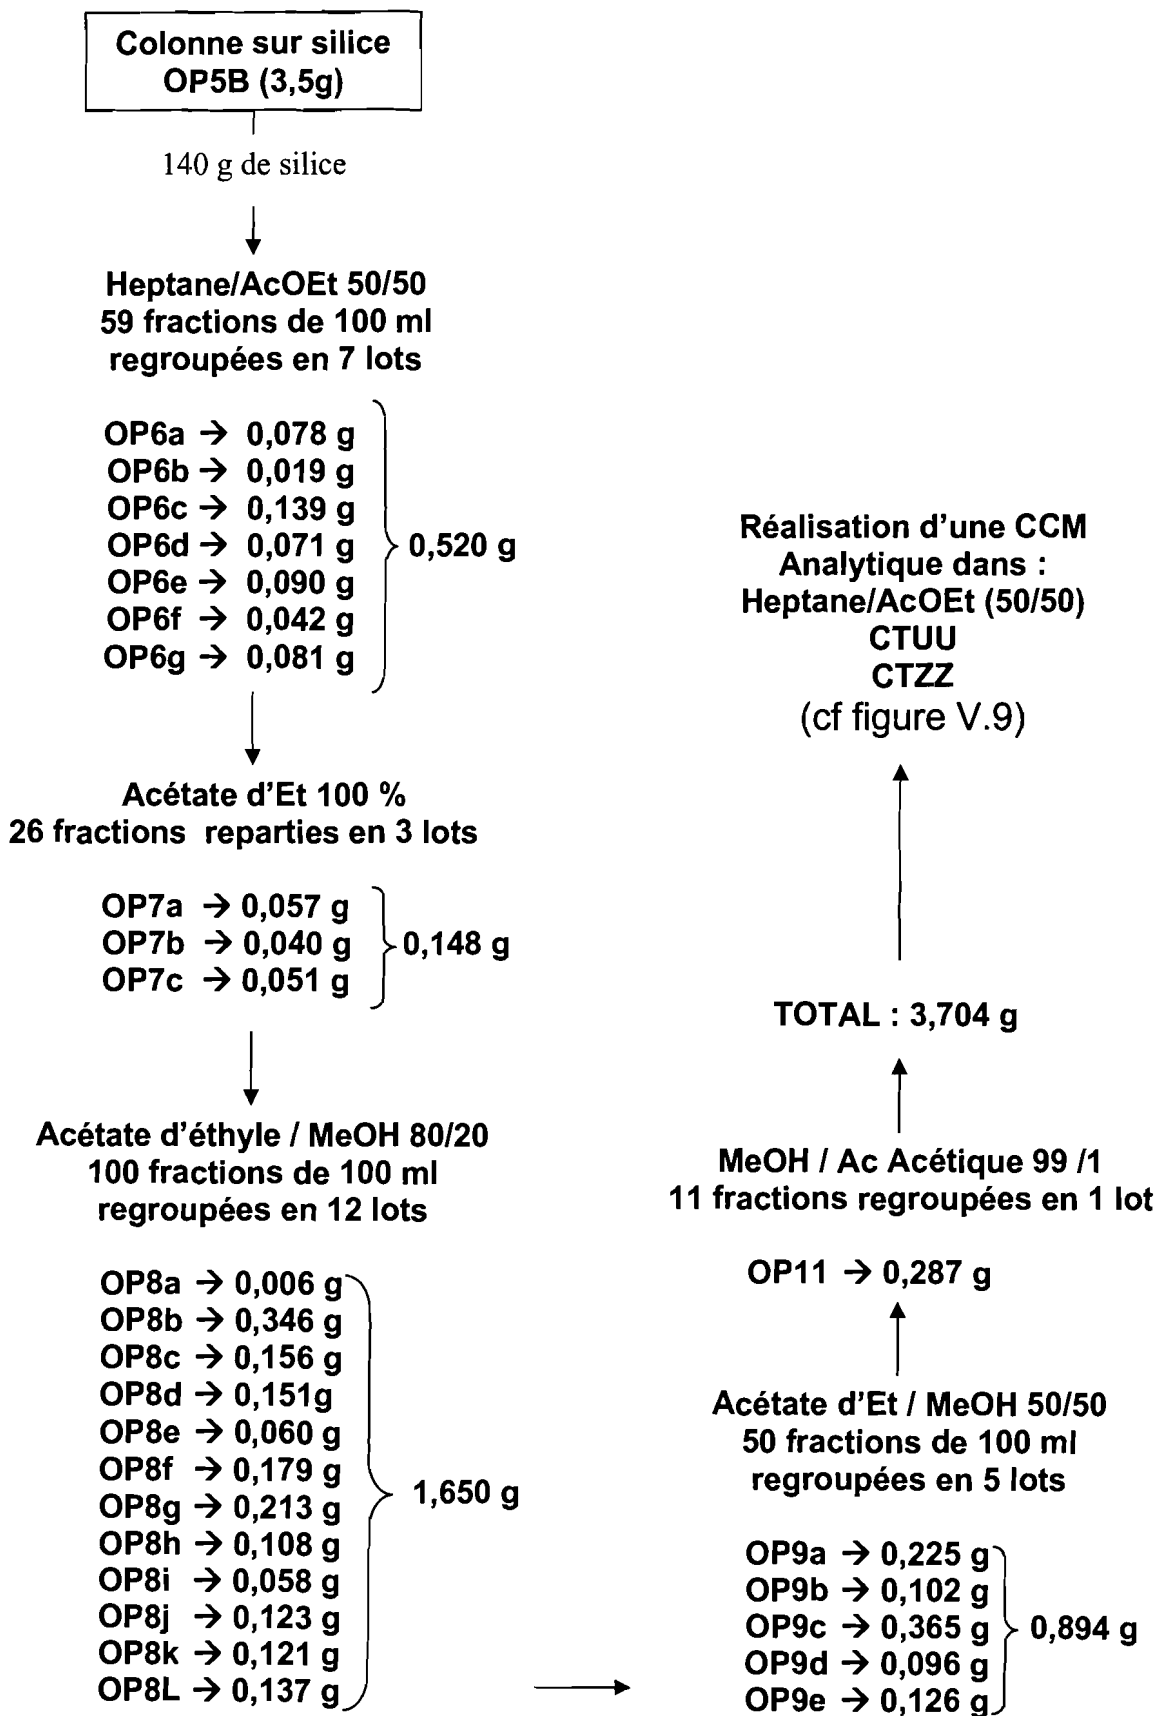 Colonne sur silice
OP5B (3,5g)
140 g de silice
Heptane/AcOEt 50/50
59 fractions de 100 ml
regroupées en 7 lots
OP6a → 0,078 g
OP6b → 0,019 g
OP6c → 0,139 g
OP6d → 0,071 g
OP6e → 0,090 g
OP6f → 0,042 g
OP6g → 0,081 g
0,520 g
Acétate d'Et 100 %
26 fractions reparties en 3 lots
OP7a → 0,057 g
OP7b → 0,040 g
OP7c → 0,051 g
0,148 g
Acétate d'éthyle / MeOH 80/20
100 fractions de 100 ml
regroupées en 12 lots
OP8a → 0,006 g
OP8b → 0,346 g
OP8c → 0,156 g
OP8d → 0,151g
OP8e → 0,060 g
OP8f → 0,179 g
OP8g → 0,213 g
OP8h → 0,108 g
OP8i → 0,058 g
OP8j → 0,123 g
OP8k → 0,121 g
OP8L → 0,137 g
1,650 g
Acétate d'Et / MeOH 50/50
50 fractions de 100 ml
regroupées en 5 lots
OP9a → 0,225 g
OP9b → 0,102 g
OP9c → 0,365 g
OP9d → 0,096 g
OP9e → 0,126 g
0,894 g
MeOH / Ac Acétique 99 /1
11 fractions regroupées en 1 lot
OP11 → 0,287 g
TOTAL : 3,704 g
Réalisation d'une CCM
Analytique dans :
Heptane/AcOEt (50/50)
CTUU
CTZZ
(cf figure V.9)